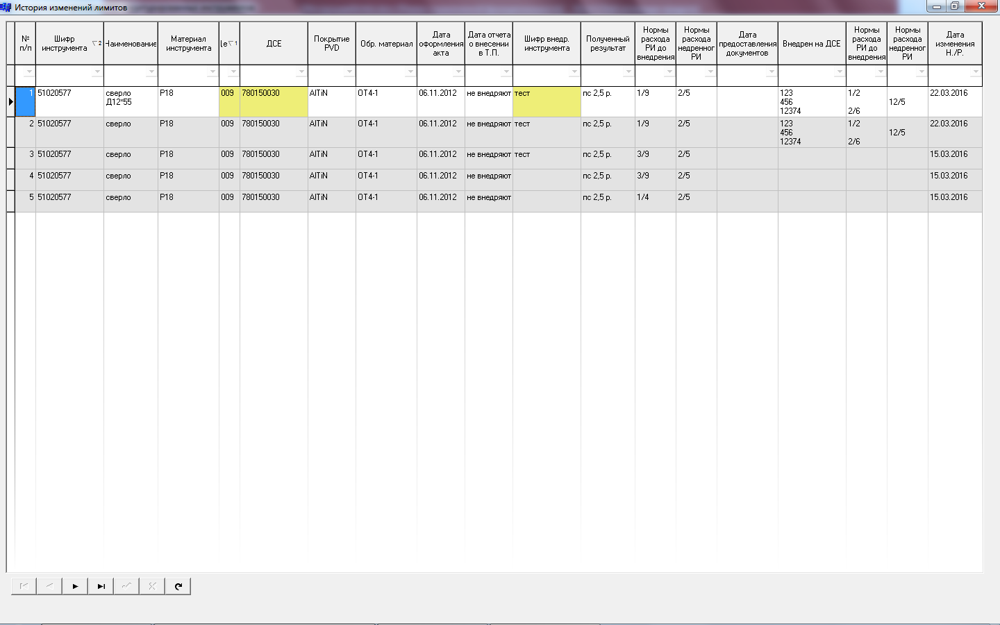 История изменений лимитов
№ п/п
Шифр инструмента
2
Наименование
Материал инструмента
1
ДСЕ
Покрытие PVD
Обр. материал
Дата оформления акта
Дата отчета о внесении в Т.П.
Шифр внедр. инструмента
Полученный результат
Нормы расхода РИ до внедрения
Нормы расхода недренног РИ
Дата предоставления документов
Внедрен на ДСЕ
Нормы расхода РИ до внедрения
Нормы расхода недренног РИ
Дата изменения Н./Р.
1 51020577 сверло Р18 009 780150030 AlTiN ОТ4-1 06.11.2012 не внедряют тест пс 2,5 р. 1/9 2/5 123 1/2 22.03.2016
Д12*55 456 12/5
12374 2/6
2 51020577 сверло Р18 009 780150030 AlTiN ОТ4-1 06.11.2012 не внедряют тест пс 2,5 р. 1/9 2/5 123 1/2 22.03.2016
456 12/5
12374 2/6
3 51020577 сверло Р18 009 780150030 AlTiN ОТ4-1 06.11.2012 не внедряют тест пс 2,5 р. 3/9 2/5 15.03.2016
4 51020577 сверло Р18 009 780150030 AlTiN ОТ4-1 06.11.2012 не внедряют пс 2,5 р. 3/9 2/5 15.03.2016
5 51020577 сверло Р18 009 780150030 AlTiN ОТ4-1 06.11.2012 не внедряют пс 2,5 р. 1/4 2/5 15.03.2016